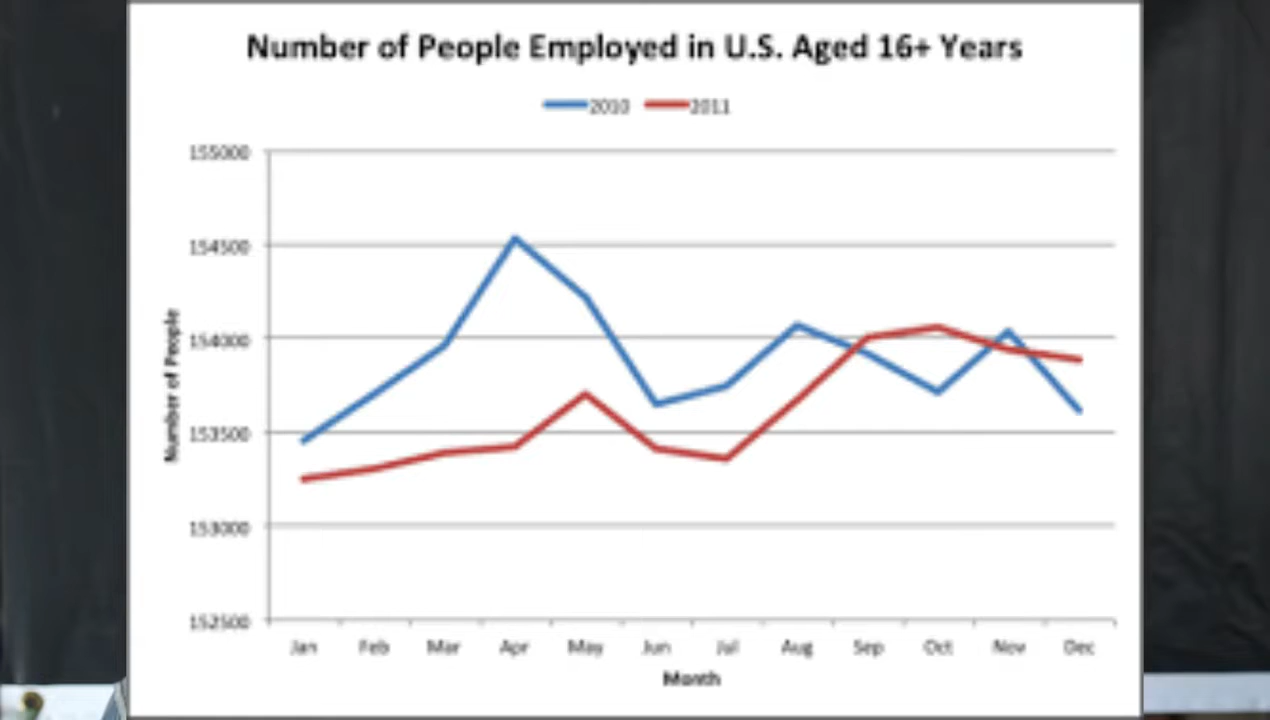 Number of People Employed in U.S. Aged 16+ Years
2010 2011
155000
154500
154000
153500
153000
152500
Number of People
Jan Feb Mar Apr May Jun Jul Aug Sep Oct Nov Dec
Month